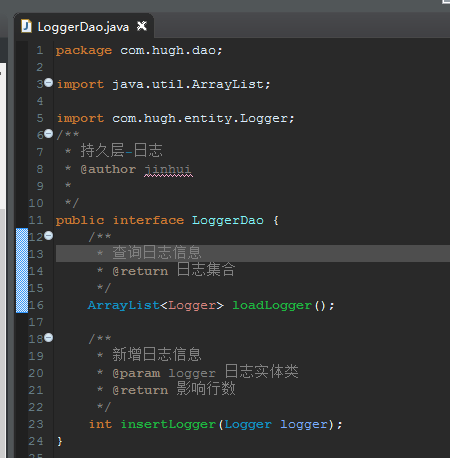 LoggerDao.java
1 package com.hugh.dao;
2
3 import java.util.ArrayList;
4
5 import com.hugh.entity.Logger;
6 /**
7 * 持久层-日志
8 * @author jinhui
9 *
10 */
11 public interface LoggerDao {
12 /**
13 * 查询日志信息
14 * @return 日志集合
15 */
16 ArrayList<Logger> loadLogger();
17
18 /**
19 * 新增日志信息
20 * @param logger 日志实体类
21 * @return 影响行数
22 */
23 int insertLogger(Logger logger);
24 }
25